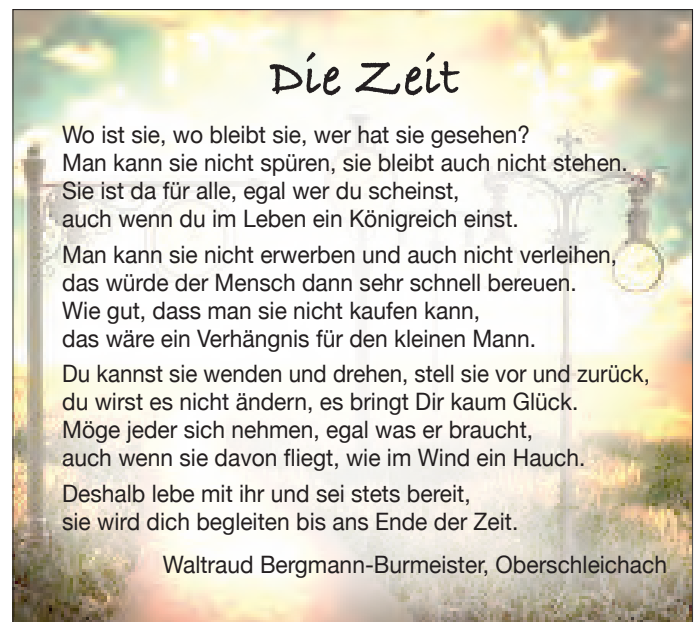 Die Zeit
Wo ist sie, wo bleibt sie, wer hat sie gesehen?
Man kann sie nicht spüren, sie bleibt auch nicht stehen.
Sie ist da für alle, egal wer du scheinst,
auch wenn du im Leben ein Königreich einst.
Man kann sie nicht erwerben und auch nicht verleihen,
das würde der Mensch dann sehr schnell bereuen.
Wie gut, dass man sie nicht kaufen kann,
das wäre ein Verhängnis für den kleinen Mann.
Du kannst sie wenden und drehen, stell sie vor und zurück,
du wirst es nicht ändern, es bringt Dir kaum Glück.
Möge jeder sich nehmen, egal was er braucht,
auch wenn sie davon fliegt, wie im Wind ein Hauch.
Deshalb lebe mit ihr und sei stets bereit,
sie wird dich begleiten bis ans Ende der Zeit.
Waltraud Bergmann-Burmeister, Oberschleichach